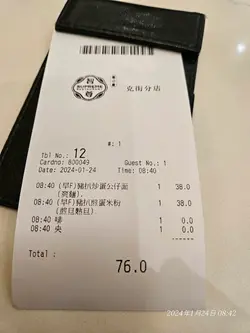 克街分店
#: 1
Tbl No.: 12
Cardno: 800049 Guest No.: 1
Date: 2024-01-24 Time: 08:40
08:40 (早F)豬扒炒蛋公仔面 1 38.0
08:40 (早F)豬扒煎蛋米粉 1 38.0
08:40 啡 1 0.0
08:40 央 1 0.0
Total :
76.0
2024年1月24日 08:42